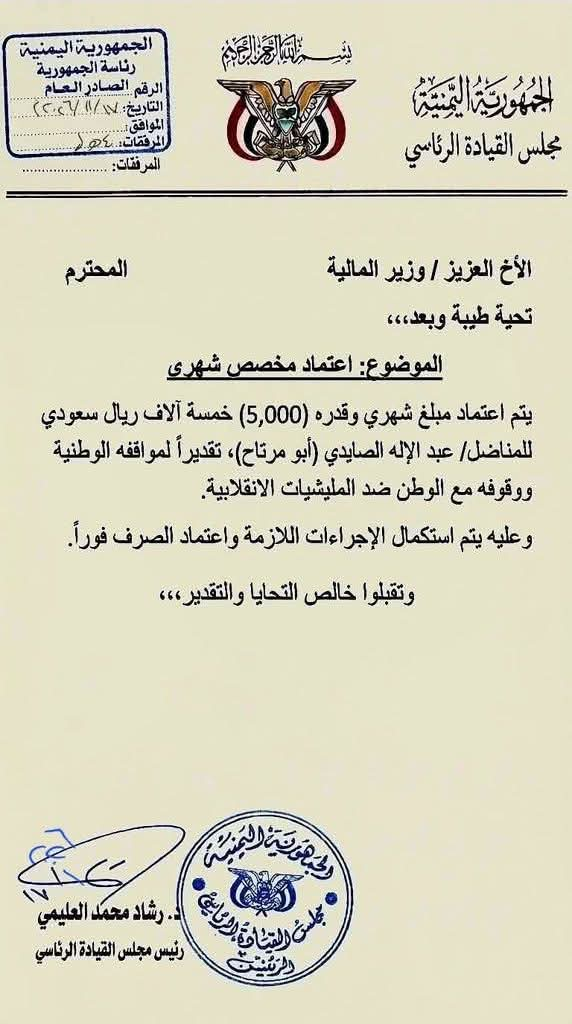 بسم الله الرحمن الرحيم
الجمهورية اليمنية
مجلس القيادة الرئاسي
الجمهورية اليمنية
رئاسة الجمهورية
الصادر العام
الرقم
التاريخ:
الموافق:
المرفقات:
المرفقات:
الأخ العزيز / وزير المالية المحترم
تحية طيبة وبعد،،،
الموضوع: اعتماد مخصص شهري
يتم اعتماد مبلغ شهري وقدره (5,000) خمسة آلاف ريال سعودي
للمناضل/ عبد الإله الصايدي (أبو مرتاح)، تقديراً لمواقفه الوطنية
ووقوفه مع الوطن ضد المليشيات الانقلابية.
وعليه يتم استكمال الإجراءات اللازمة واعتماد الصرف فوراً.
وتقبلوا خالص التحايا والتقدير،،،
الجمهورية اليمنية
مجلس القيادة الرئاسي
د. رشاد محمد العليمي
رئيس مجلس القيادة الرئاسي